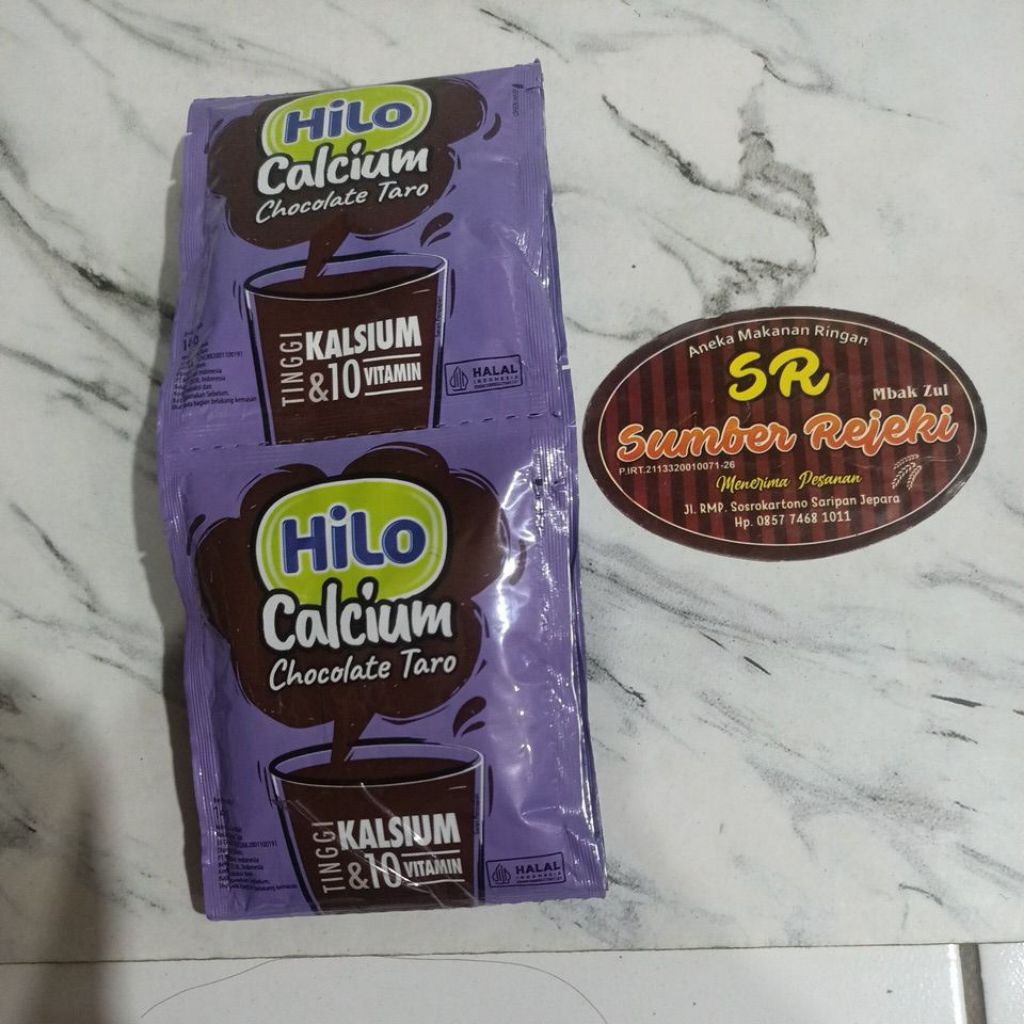 HiLo
Calcium
Chocolate Taro
TINGGI
KALSIUM
&10 VITAMIN
HALAL
INDONESIA
HiLo
Calcium
Chocolate Taro
TINGGI
KALSIUM
&10 VITAMIN
HALAL
INDONESIA
Aneka Makanan Ringan
SR
Mbak Zul
Sumber Rejeki
P.IRT.2113320010071-26
Menerima Pesanan
Jl. RMP. Sosrokartono Saripan Jepara
Hp. 0857 7468 1011